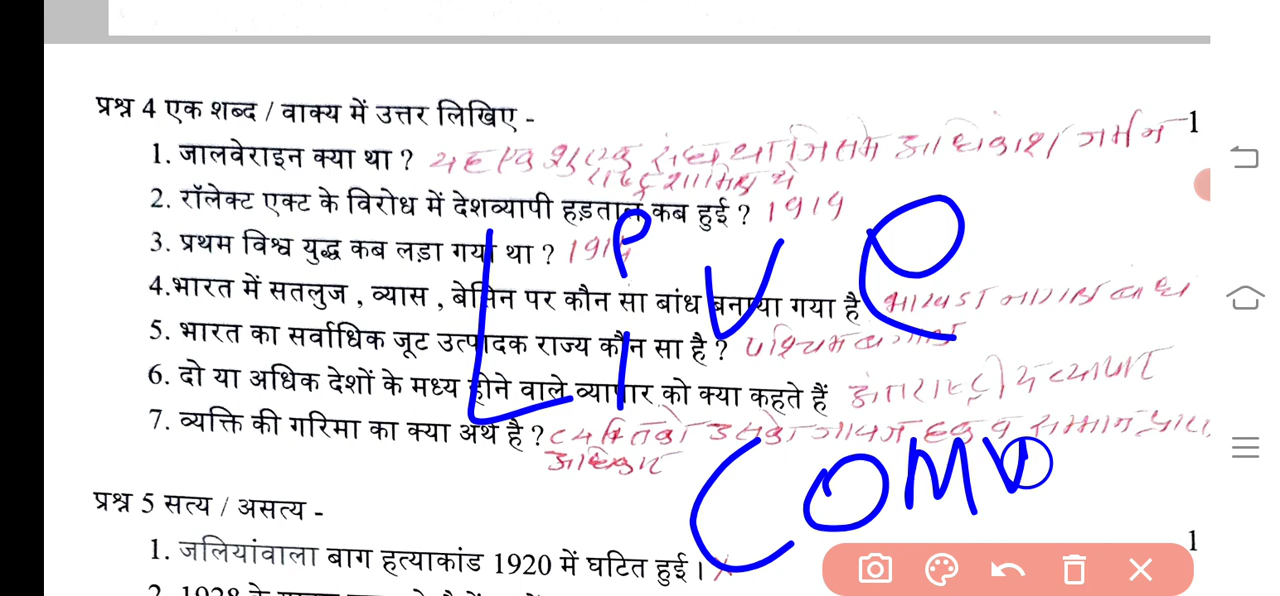 प्रश्न 4 एक शब्द / वाक्य में उत्तर लिखिए - 1
1. जालवेराइन क्या था ? यह एक शुल्क संघ था जिसमे अधिकांश जर्मन
राष्ट्र शामिल थे
2. रॉलेक्ट एक्ट के विरोध में देशव्यापी हड़ताल कब हुई ? 1919
3. प्रथम विश्व युद्ध कब लड़ा गया था ? 1914
4.भारत में सतलुज , व्यास , बेसिन पर कौन सा बांध बनाया गया है
5. भारत का सर्वाधिक जूट उत्पादक राज्य कौन सा है ? पश्चिम बंगाल
6. दो या अधिक देशों के मध्य होने वाले व्यापार को क्या कहते हैं
7. व्यक्ति की गरिमा का क्या अर्थ है ?
अधिकार
Live
प्रश्न 5 सत्य / असत्य -
1. जलियांवाला बाग हत्याकांड 1920 में घटित हुई । X 1